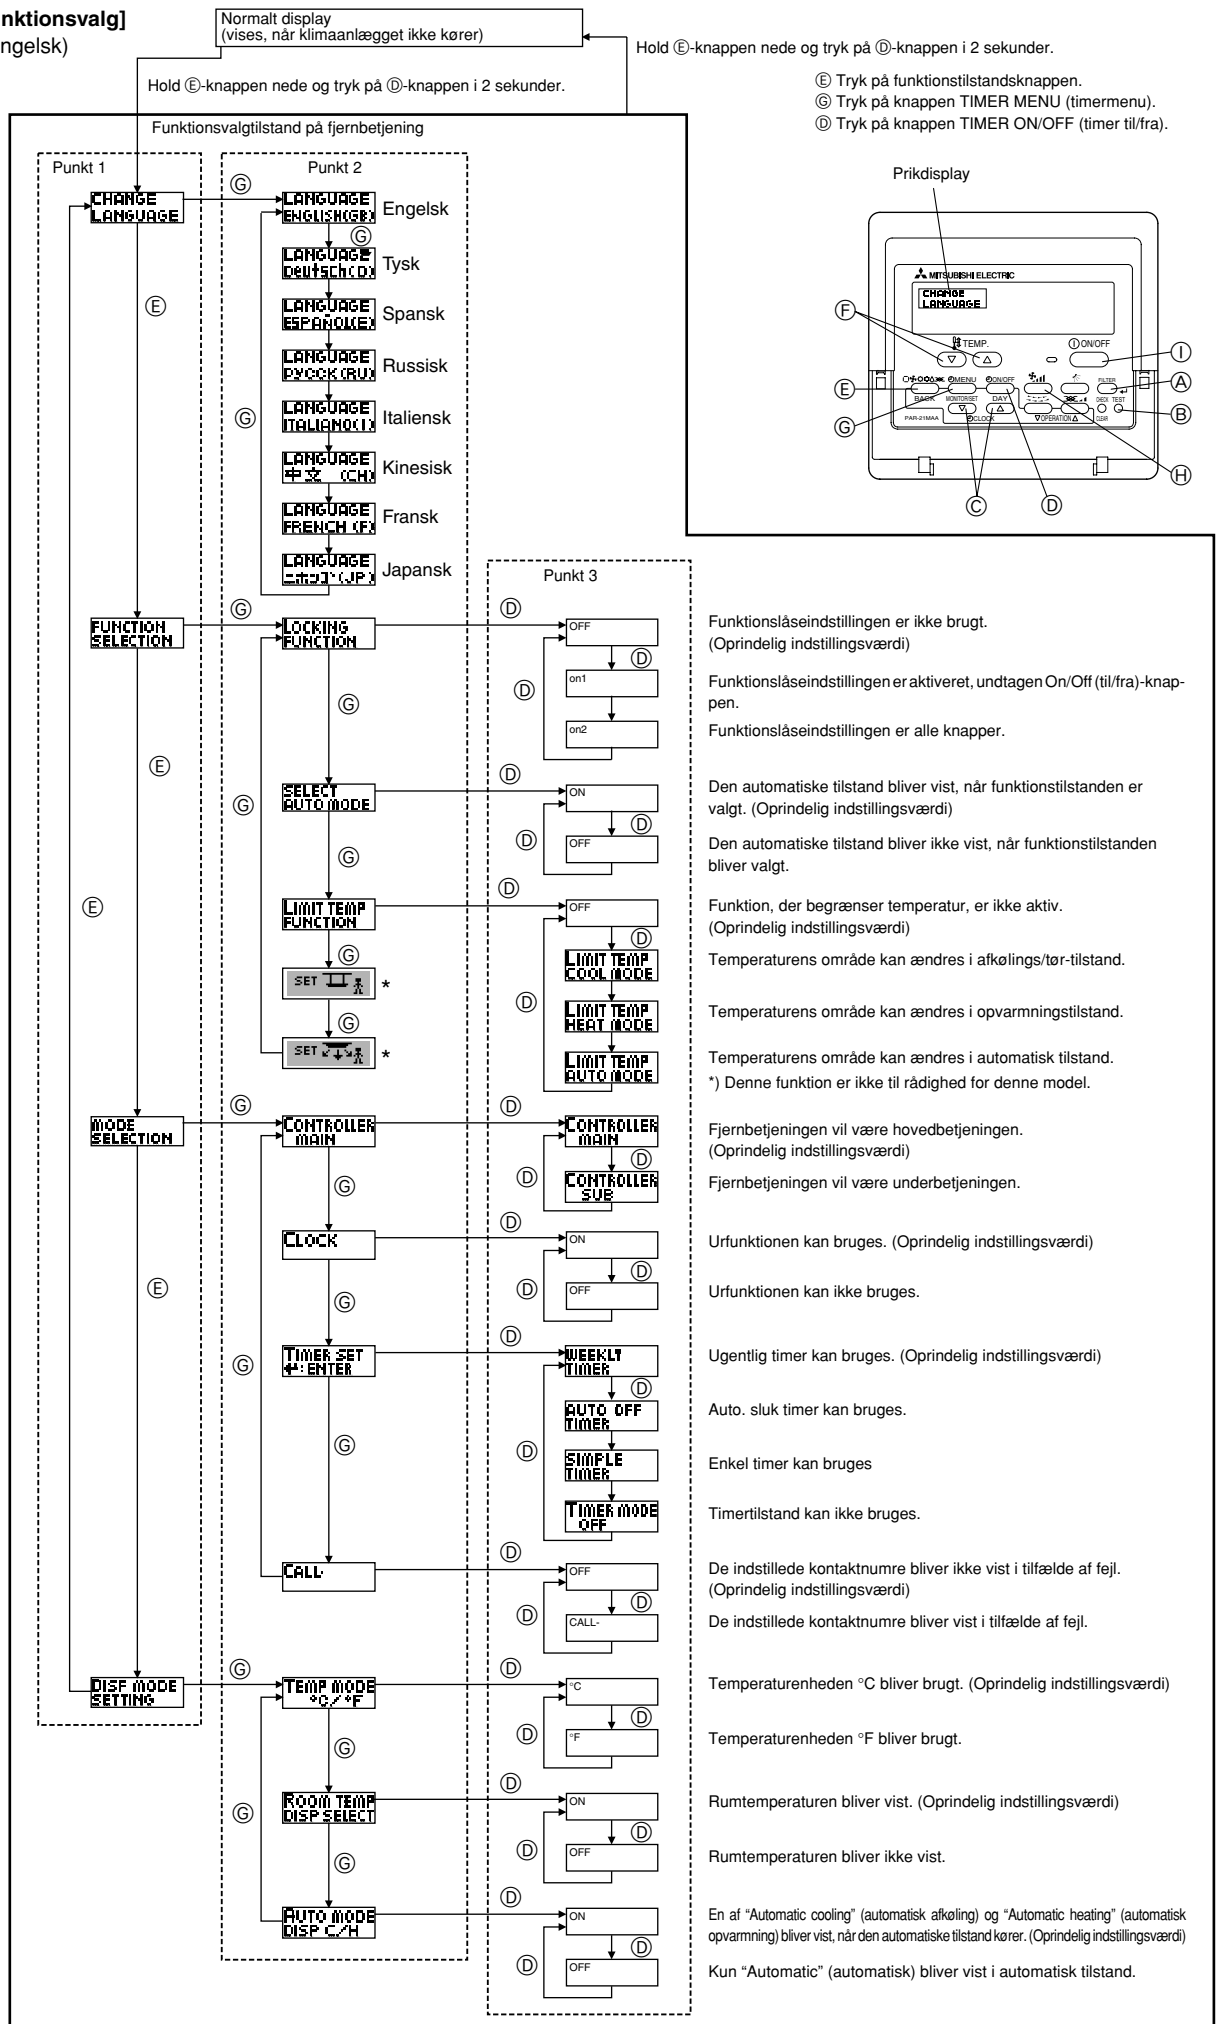 nktionsvalg]
ngelsk)
Normalt display
(vises, når klimaanlægget ikke kører)
Hold Ⓔ-knappen nede og tryk på Ⓓ-knappen i 2 sekunder.
Hold Ⓔ-knappen nede og tryk på Ⓓ-knappen i 2 sekunder.
Ⓔ Tryk på funktionstilstandsknappen.
Ⓖ Tryk på knappen TIMER MENU (timermenu).
Ⓓ Tryk på knappen TIMER ON/OFF (timer til/fra).
Funktionsvalgtilstand på fjernbetjening
Prikdisplay
MITSUBISHI ELECTRIC
CHANGE
LANGUAGE
TEMP.
ON/OFF
MENU
ON/OFF
FILTER
BACK
MONITOR/SET
DAY
CHECK
TEST
PAR-21MAA
CLOCK
▽OPERATION△
CLEAR
Ⓕ
Ⓔ
Ⓖ
Ⓘ
Ⓐ
Ⓑ
Ⓗ
Ⓒ
Ⓓ
Punkt 1
CHANGE
LANGUAGE
Ⓔ
FUNCTION
SELECTION
Ⓔ
Ⓔ
MODE
SELECTION
Ⓔ
DISP MODE
SETTING
Punkt 2
Ⓖ
LANGUAGE
ENGLISH(GB)
Engelsk
Ⓖ
LANGUAGE
Deutsch(D)
Tysk
LANGUAGE
ESPAÑOL(E)
Spansk
LANGUAGE
РУССК(RU)
Russisk
Ⓖ
LANGUAGE
ITALIANO(I)
Italiensk
LANGUAGE
中文 (CH)
Kinesisk
LANGUAGE
FRENCH (F)
Fransk
LANGUAGE
ニホンゴ(JP)
Japansk
Punkt 3
Ⓖ
LOCKING
FUNCTION
Ⓓ
OFF
Funktionslåseindstillingen er ikke brugt.
(Oprindelig indstillingsværdi)
Ⓓ
Ⓓ
on1
Funktionslåseindstillingen er aktiveret, undtagen On/Off (til/fra)-knap-
pen.
Ⓖ
on2
Funktionslåseindstillingen er alle knapper.
SELECT
AUTO MODE
Ⓓ
ON
Den automatiske tilstand bliver vist, når funktionstilstanden er
valgt. (Oprindelig indstillingsværdi)
Ⓖ
Ⓓ
Ⓓ
OFF
Den automatiske tilstand bliver ikke vist, når funktionstilstanden
bliver valgt.
Ⓖ
LIMIT TEMP
FUNCTION
Ⓓ
OFF
Funktion, der begrænser temperatur, er ikke aktiv.
(Oprindelig indstillingsværdi)
Ⓖ
Ⓓ
LIMIT TEMP
COOL MODE
Temperaturens område kan ændres i afkølings/tør-tilstand.
SET
*
Ⓓ
LIMIT TEMP
HEAT MODE
Temperaturens område kan ændres i opvarmningstilstand.
Ⓖ
SET
*
LIMIT TEMP
AUTO MODE
Temperaturens område kan ændres i automatisk tilstand.
*) Denne funktion er ikke til rådighed for denne model.
Ⓖ
CONTROLLER
MAIN
Ⓓ
CONTROLLER
MAIN
Fjernbetjeningen vil være hovedbetjeningen.
(Oprindelig indstillingsværdi)
Ⓖ
Ⓓ
Ⓓ
CONTROLLER
SUB
Fjernbetjeningen vil være underbetjeningen.
CLOCK
Ⓓ
ON
Urfunktionen kan bruges. (Oprindelig indstillingsværdi)
Ⓖ
Ⓓ
Ⓓ
OFF
Urfunktionen kan ikke bruges.
Ⓖ
TIMER SET
↵:ENTER
Ⓓ
WEEKLY
TIMER
Ugentlig timer kan bruges. (Oprindelig indstillingsværdi)
Ⓓ
AUTO OFF
TIMER
Auto. sluk timer kan bruges.
Ⓖ
Ⓓ
SIMPLE
TIMER
Enkel timer kan bruges
TIMER MODE
OFF
Timertilstand kan ikke bruges.
CALL-
Ⓓ
OFF
De indstillede kontaktnumre bliver ikke vist i tilfælde af fejl.
(Oprindelig indstillingsværdi)
Ⓓ
Ⓓ
CALL-
De indstillede kontaktnumre bliver vist i tilfælde af fejl.
Ⓖ
TEMP MODE
°C/°F
Ⓓ
°C
Temperaturenheden °C bliver brugt. (Oprindelig indstillingsværdi)
Ⓖ
Ⓓ
Ⓓ
°F
Temperaturenheden °F bliver brugt.
Ⓖ
ROOM TEMP
DISP SELECT
Ⓓ
ON
Rumtemperaturen bliver vist. (Oprindelig indstillingsværdi)
Ⓖ
Ⓓ
Ⓓ
OFF
Rumtemperaturen bliver ikke vist.
AUTO MODE
DISP C/H
Ⓓ
ON
En af “Automatic cooling” (automatisk afkøling) og “Automatic heating” (automatisk
opvarmning) bliver vist, når den automatiske tilstand kører. (Oprindelig indstillingsværdi)
Ⓓ
Ⓓ
OFF
Kun “Automatic” (automatisk) bliver vist i automatisk tilstand.